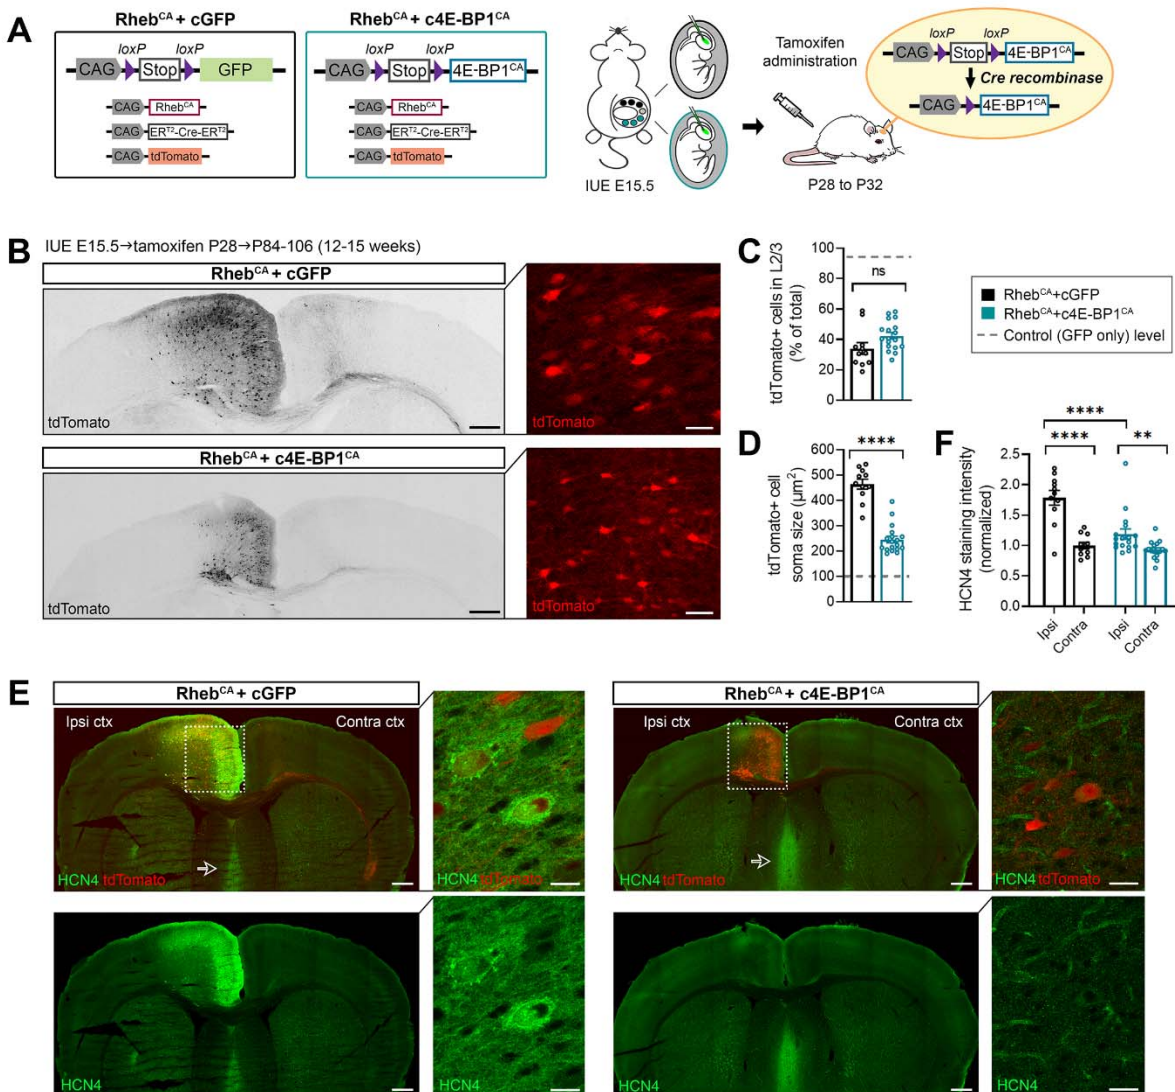 A
Rheb^CA + cGFP
loxP loxP
CAG Stop GFP
CAG Rheb^CA
CAG ER^T2-Cre-ER^T2
CAG tdTomato
Rheb^CA + c4E-BP1^CA
loxP loxP
CAG Stop 4E-BP1^CA
CAG Rheb^CA
CAG ER^T2-Cre-ER^T2
CAG tdTomato
IUE E15.5
Tamoxifen
administration
P28 to P32
loxP loxP
CAG Stop 4E-BP1^CA
Cre recombinase
CAG 4E-BP1^CA
B
IUE E15.5→tamoxifen P28→P84-106 (12-15 weeks)
Rheb^CA + cGFP
tdTomato
tdTomato
Rheb^CA + c4E-BP1^CA
tdTomato
tdTomato
C
tdTomato+ cells in L2/3
(% of total)
100
80
60
40
20
0
ns
Rheb^CA+cGFP
Rheb^CA+c4E-BP1^CA
Control (GFP only) level
D
tdTomato+ cell
soma size (µm²)
600
500
400
300
200
100
0
****
F
HCN4 staining intensity
(normalized)
2.5
2.0
1.5
1.0
0.5
0.0
****
****
**
Ipsi
Contra
Ipsi
Contra
E
Rheb^CA + cGFP
Ipsi ctx Contra ctx
HCN4 tdTomato
HCN4 tdTomato
HCN4
HCN4
Rheb^CA + c4E-BP1^CA
Ipsi ctx Contra ctx
HCN4 tdTomato
HCN4 tdTomato
HCN4
HCN4